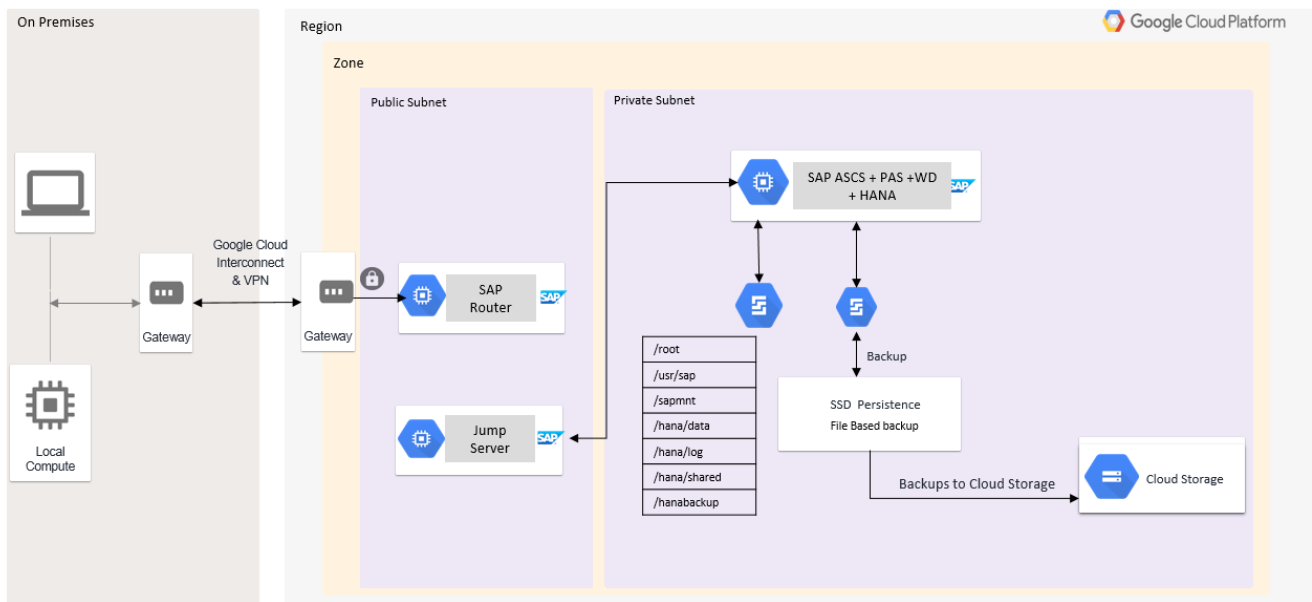 On Premises
Region
Google Cloud Platform
Zone
Public Subnet
Private Subnet
SAP ASCS + PAS +WD
+ HANA
SAP
Google Cloud
Interconnect
& VPN
Gateway
Gateway
SAP
Router
SAP
Local
Compute
Jump
Server
SAP
/root
/usr/sap
/sapmnt
/hana/data
/hana/log
/hana/shared
/hanabackup
Backup
SSD Persistence
File Based backup
Backups to Cloud Storage
Cloud Storage